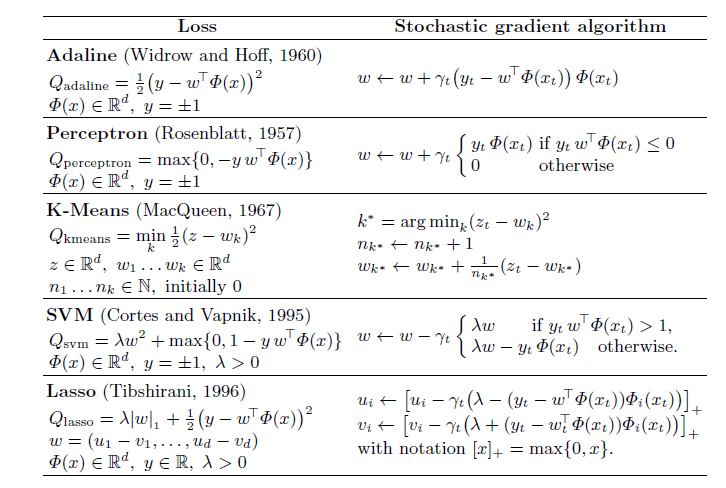 Loss Stochastic gradient algorithm
Adaline (Widrow and Hoff, 1960)
Q_adaline = ½(y − w^⊤Φ(x))²
Φ(x) ∈ ℝ^d, y = ±1
w ← w + γ_t(y_t − w^⊤Φ(x_t)) Φ(x_t)
Perceptron (Rosenblatt, 1957)
Q_perceptron = max{0, −y w^⊤Φ(x)}
Φ(x) ∈ ℝ^d, y = ±1
w ← w + γ_t { y_t Φ(x_t) if y_t w^⊤Φ(x_t) ≤ 0
0 otherwise
K-Means (MacQueen, 1967)
Q_kmeans = min_k ½(z − w_k)²
z ∈ ℝ^d, w_1 … w_k ∈ ℝ^d
n_1 … n_k ∈ ℕ, initially 0
k* = arg min_k (z_t − w_k)²
n_k* ← n_k* + 1
w_k* ← w_k* + 1/n_k* (z_t − w_k*)
SVM (Cortes and Vapnik, 1995)
Q_svm = λw² + max{0, 1 − y w^⊤Φ(x)}
Φ(x) ∈ ℝ^d, y = ±1, λ > 0
w ← w − γ_t { λw if y_t w^⊤Φ(x_t) > 1,
λw − y_t Φ(x_t) otherwise.
Lasso (Tibshirani, 1996)
Q_lasso = λ|w|_1 + ½(y − w^⊤Φ(x))²
w = (u_1 − v_1, …, u_d − v_d)
Φ(x) ∈ ℝ^d, y ∈ ℝ, λ > 0
u_i ← [u_i − γ_t(λ − (y_t − w^⊤Φ(x_t))Φ_i(x_t))]_+
v_i ← [v_i − γ_t(λ + (y_t − w_t^⊤Φ(x_t))Φ_i(x_t))]_+
with notation [x]_+ = max{0, x}.